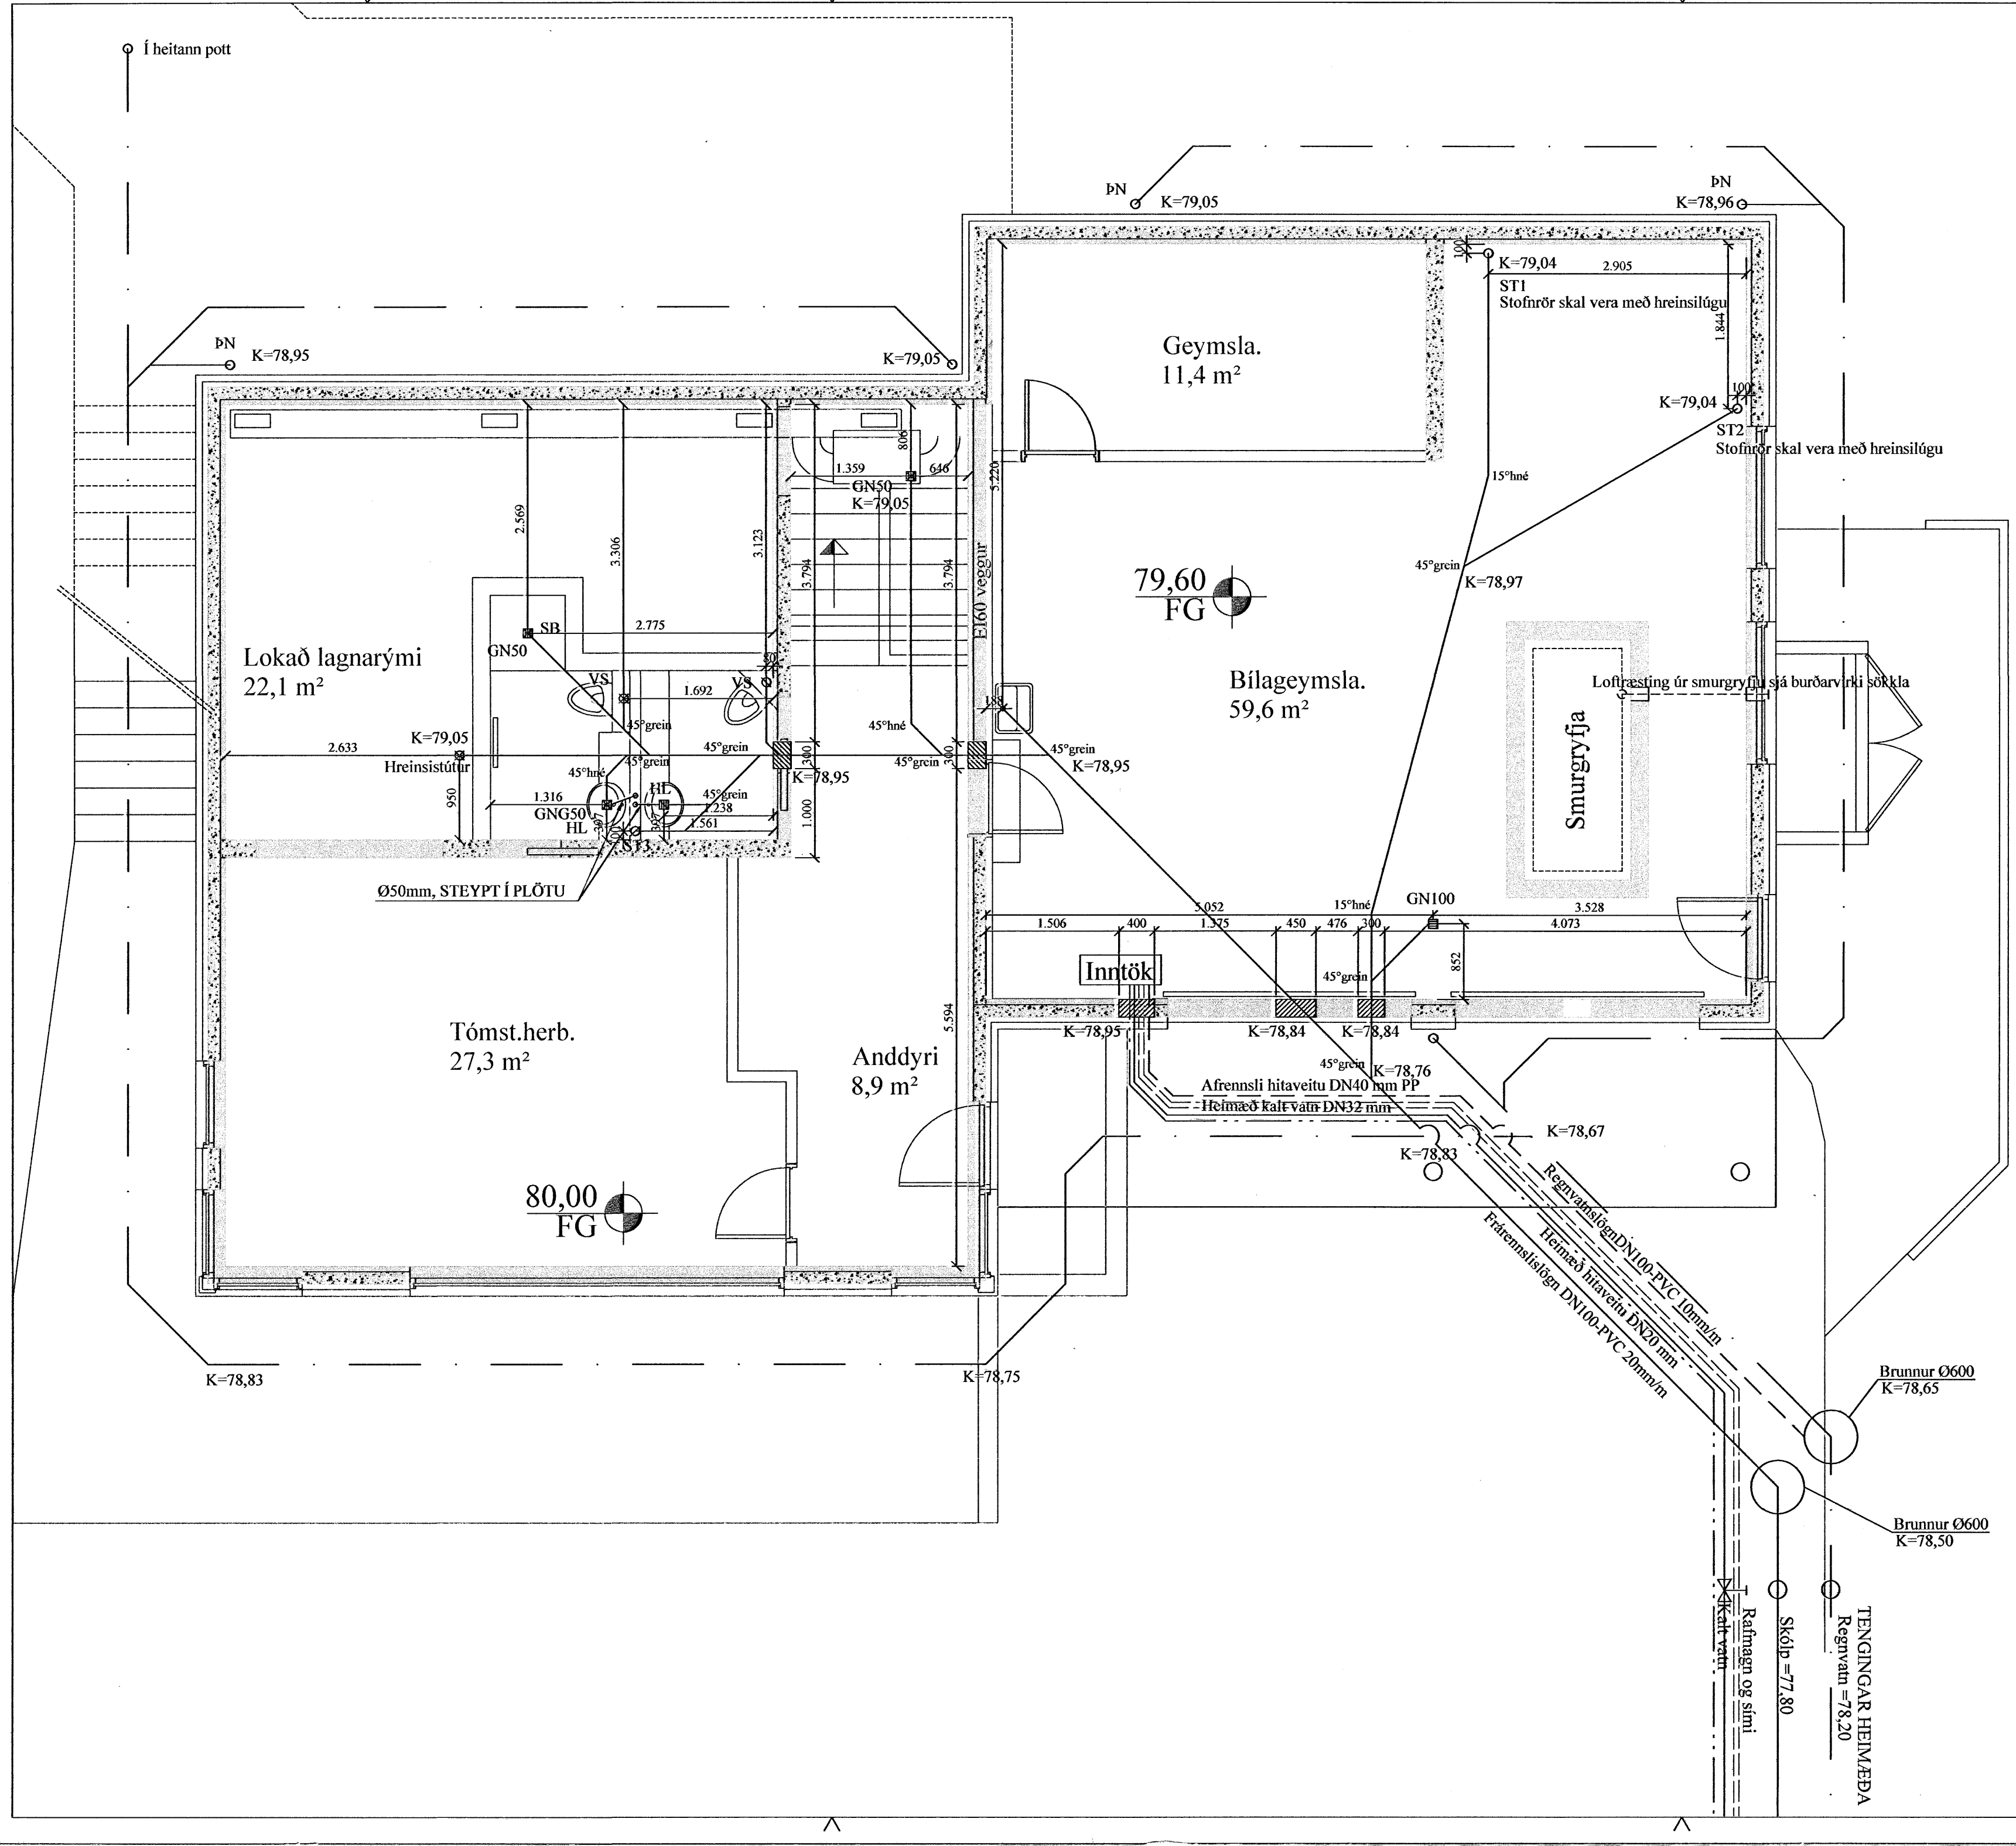 Í heitann pott
ÞN
K=79,05
ÞN
K=78,96
K=79,04
2.905
100
ST1
Stofnrör skal vera með hreinsilúgu
1.844
ÞN
K=78,95
K=79,05
Geymsla.
11,4 m²
100
K=79,04
ST2
Stofnrör skal vera með hreinsilúgu
806
1.359
646
GN50
K=79,05
5.220
15°hné
2.569
3.306
3.123
3.794
3.794
EI60 veggur
45°grein
K=78,97
79,60
FG
SB
2.775
GN50
Lokað lagnarými
22,1 m²
VS
VS
1.692
Bílageymsla.
59,6 m²
Loftræsting úr smurgryfju sjá burðarvirki sökkla
Smurgryfja
45°grein
45°hné
K=79,05
2.633
Hreinsistútur
45°grein
45°grein
45°grein
45°grein
300
300
K=78,95
K=78,95
45°hné
950
1.316
HL
45°grein
1.238
GNG50
HL
397
397
1.561
1.000
ST3
Ø50mm, STEYPT Í PLÖTU
GN100
5.052
15°hné
3.528
1.506
400
1.375
450
476
300
4.073
852
Inntök
45°grein
K=78,95
K=78,84
K=78,84
5.594
Tómst.herb.
27,3 m²
Anddyri
8,9 m²
45°grein
K=78,76
Afrennsli hitaveitu DN40 mm PP
Heimæð kalt vatn DN32 mm
K=78,67
K=78,83
80,00
FG
Regnvatnslögn DN100-PVC 10mm/m
Heimæð hitaveitu DN20 mm
Frárennslislögn DN100-PVC 20mm/m
K=78,83
K=78,75
Brunnur Ø600
K=78,65
Brunnur Ø600
K=78,50
TENGINGAR HEIMÆÐA
Regnvatn =78,20
Skólp =77,80
Rafmagn og sími
Kalt vatn